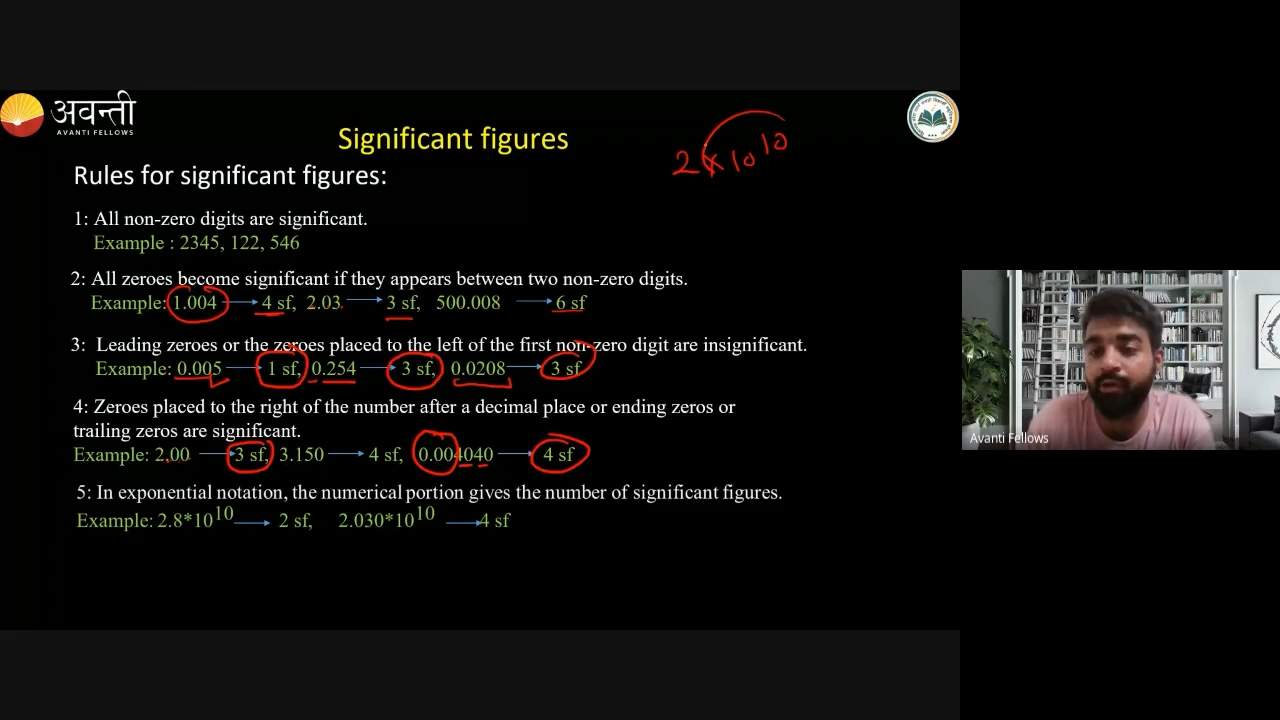 अवन्ती
AVANTI FELLOWS
Significant figures
2 × 10^10
Rules for significant figures:
1: All non-zero digits are significant.
Example : 2345, 122, 546
2: All zeroes become significant if they appears between two non-zero digits.
Example: 1.004 → 4 sf, 2.03 → 3 sf, 500.008 → 6 sf
3: Leading zeroes or the zeroes placed to the left of the first non-zero digit are insignificant.
Example: 0.005 → 1 sf, 0.254 → 3 sf, 0.0208 → 3 sf
4: Zeroes placed to the right of the number after a decimal place or ending zeros or
trailing zeros are significant.
Example: 2.00 → 3 sf, 3.150 → 4 sf, 0.004040 → 4 sf
5: In exponential notation, the numerical portion gives the number of significant figures.
Example: 2.8*10^10 → 2 sf, 2.030*10^10 → 4 sf
Avanti Fellows